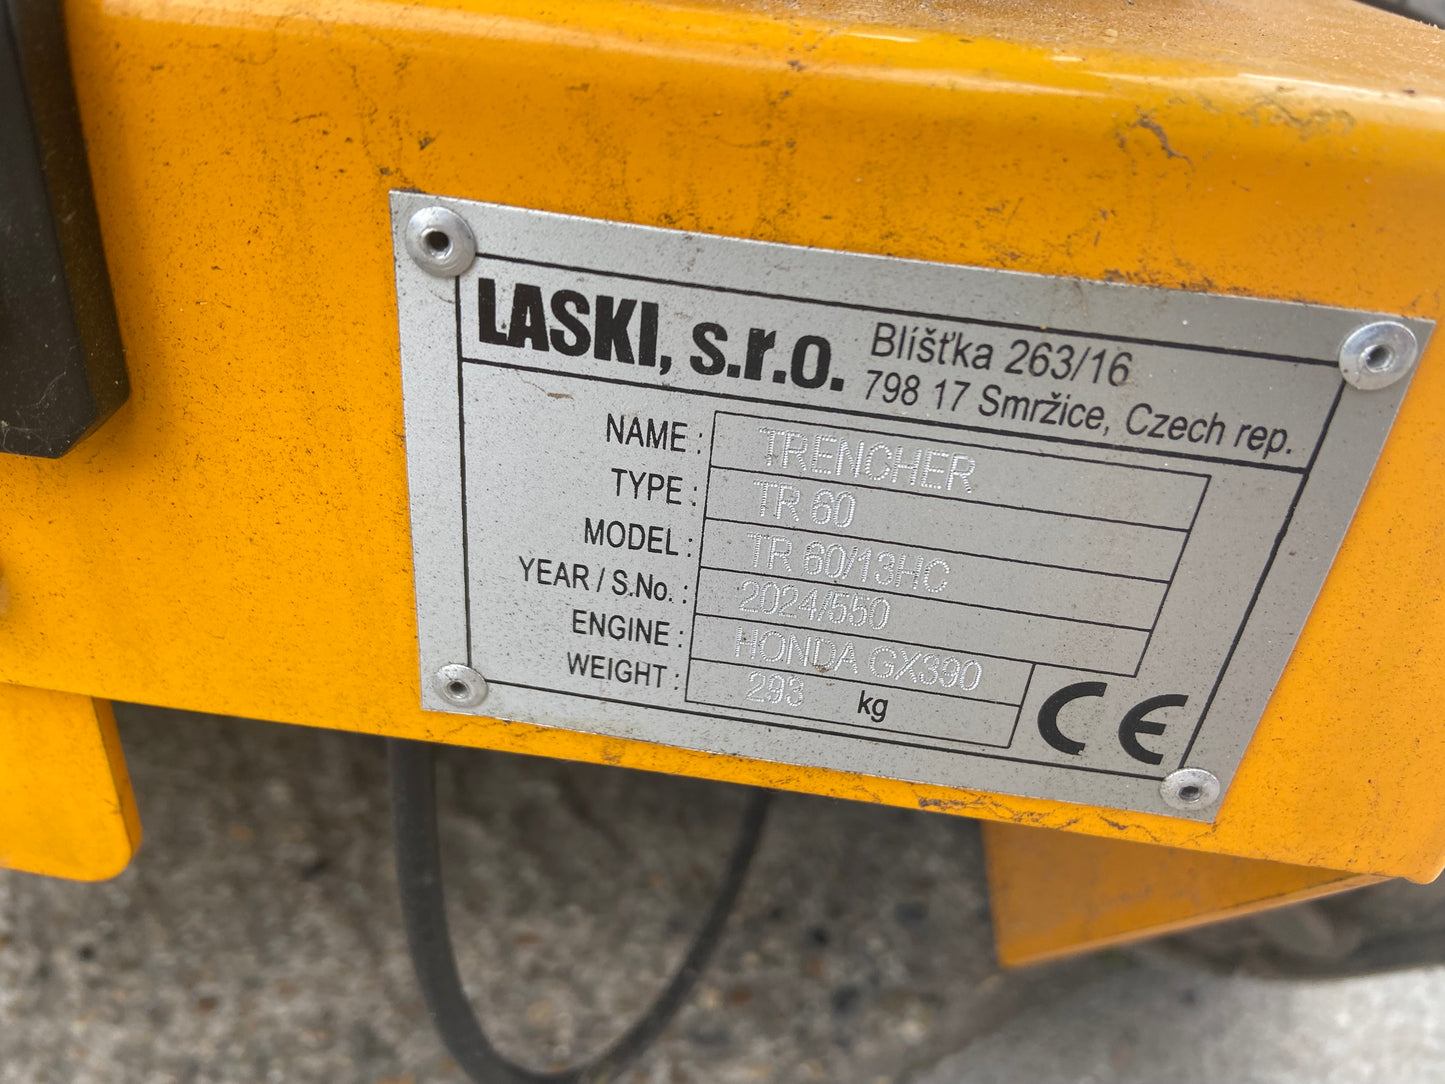 LASKI, s.r.o.
Blíšťka 263/16
798 17 Smržice, Czech rep.
NAME : TRENCHER
TYPE : TR 60
MODEL : TR 60/13HC
YEAR / S.No. : 2024/550
ENGINE : HONDA GX390
WEIGHT : 293 kg
CE